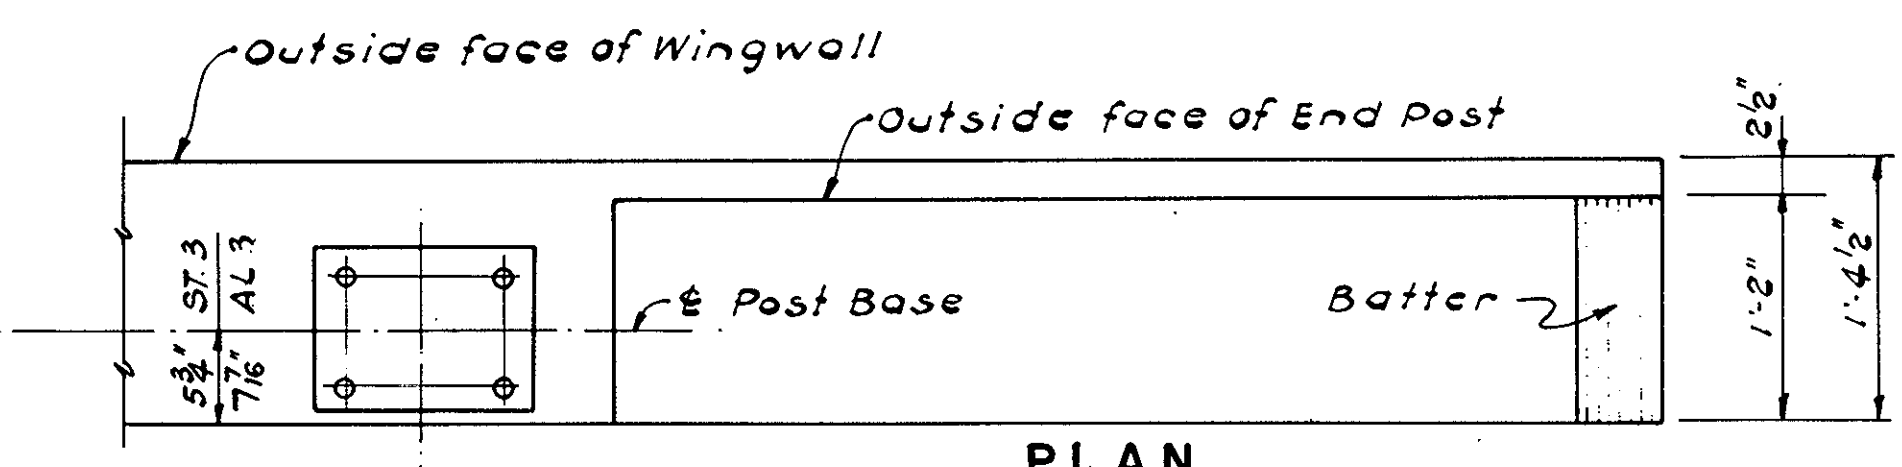 Outside face of Wingwall
Outside face of End Post
2½"
ST. 3
AL 3
℄ Post Base
Batter
1'-2"
1'-4½"
5¾"
7 7/16"
PLAN